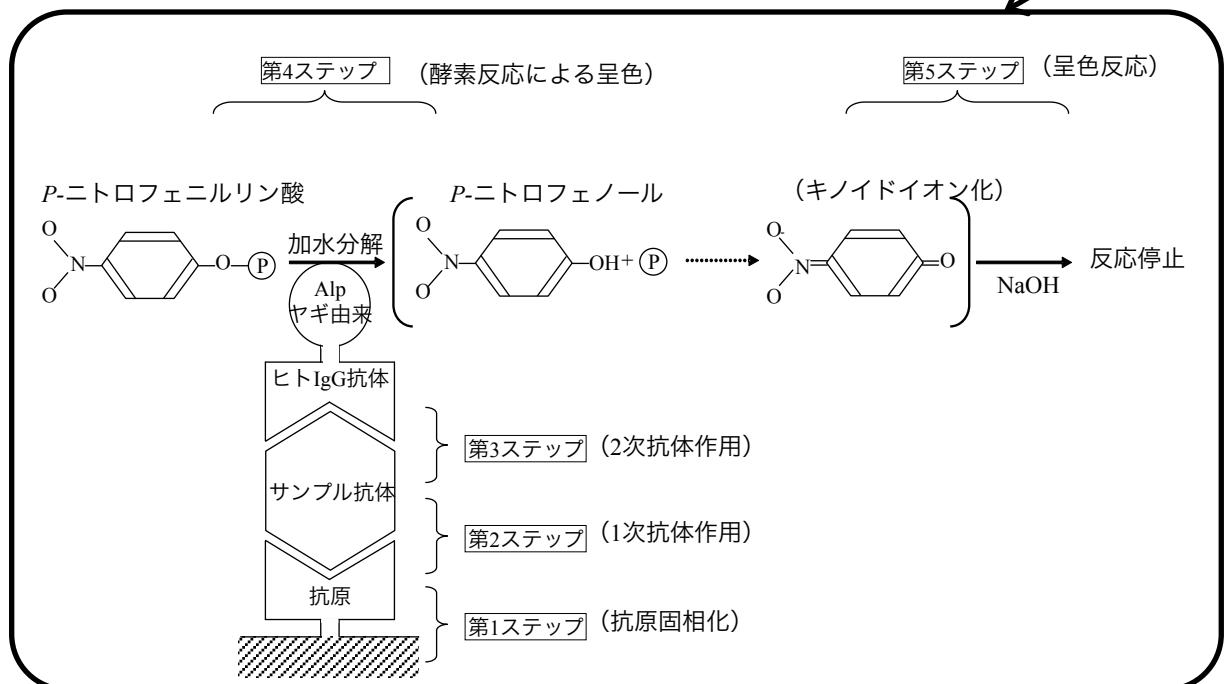 第4ステップ （酵素反応による呈色）
第5ステップ （呈色反応）
P-ニトロフェニルリン酸
P-ニトロフェノール
（キノイドイオン化）
O
N
O
O
P
加水分解
O
N
O
OH+ P
O-
N
O
O
NaOH
反応停止
Alp
ヤギ由来
ヒトIgG抗体
第3ステップ （2次抗体作用）
サンプル抗体
第2ステップ （1次抗体作用）
抗原
第1ステップ （抗原固相化）